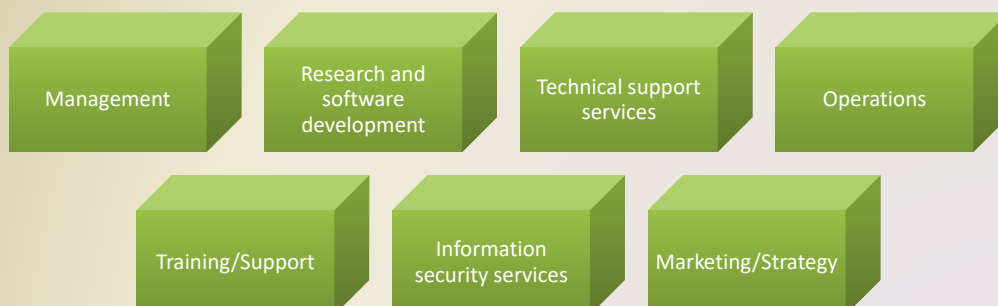 Management
Research and
software
development
Technical support
services
Operations
Training/Support
Information
security services
Marketing/Strategy